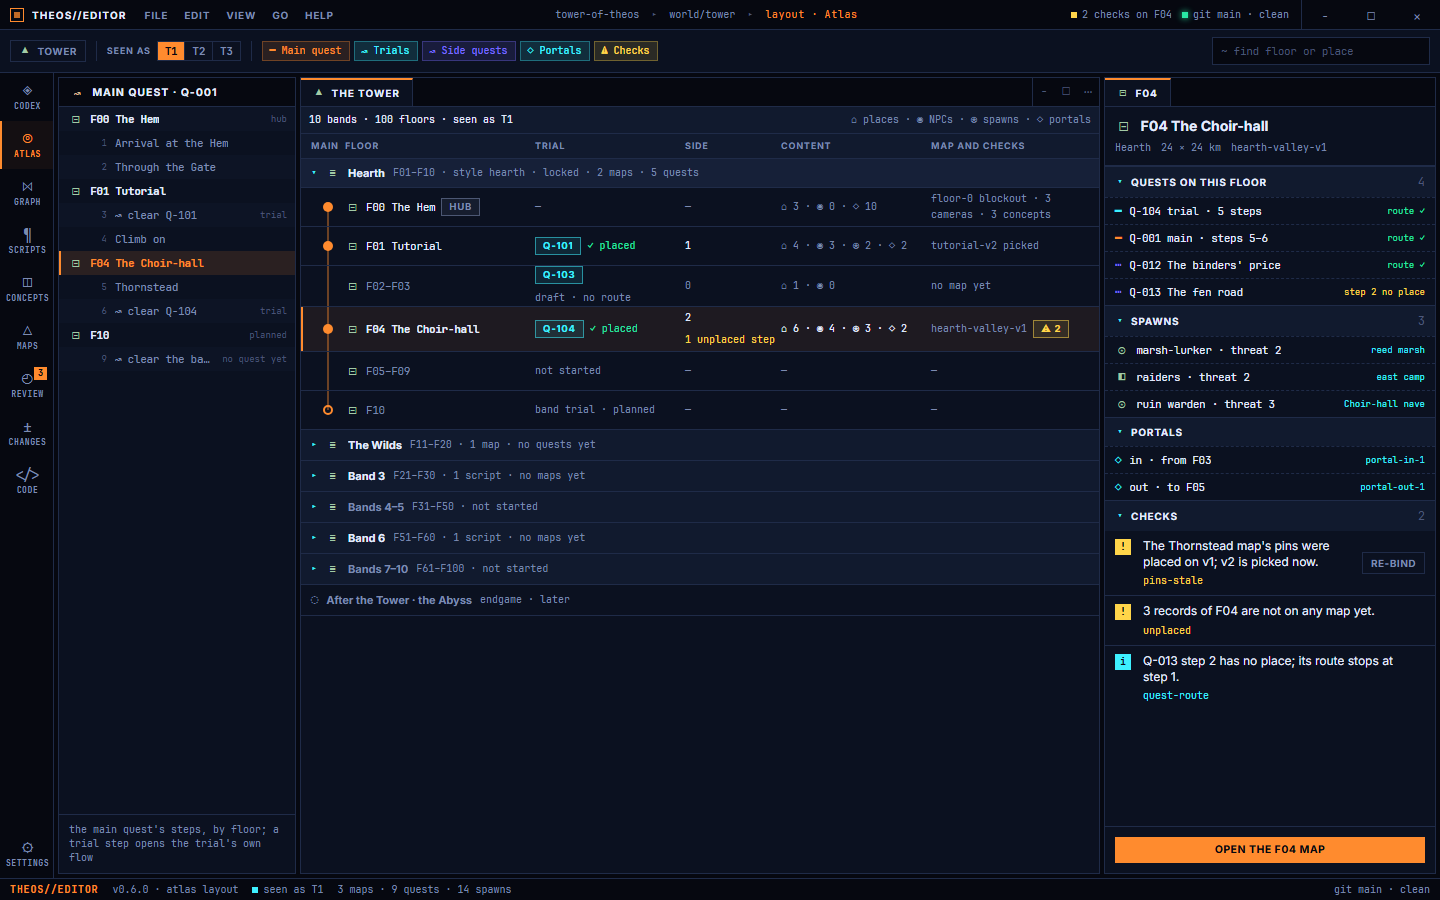 THEOS//EDITOR FILE EDIT VIEW GO HELP
tower-of-theos world/tower layout · Atlas
2 checks on F04 git main · clean
TOWER SEEN AS T1 T2 T3 Main quest Trials Side quests Portals Checks
~ find floor or place
CODEX
ATLAS
GRAPH
SCRIPTS
CONCEPTS
MAPS
3
REVIEW
CHANGES
CODE
SETTINGS
MAIN QUEST · Q-001
F00 The Hem hub
1 Arrival at the Hem
2 Through the Gate
F01 Tutorial
3 clear Q-101 trial
4 Climb on
F04 The Choir-hall
5 Thornstead
6 clear Q-104 trial
F10 planned
9 clear the ba… no quest yet
the main quest's steps, by floor; a
trial step opens the trial's own
flow
THE TOWER
10 bands · 100 floors · seen as T1
places · NPCs · spawns · portals
MAIN FLOOR TRIAL SIDE CONTENT MAP AND CHECKS
Hearth F01–F10 · style hearth · locked · 2 maps · 5 quests
F00 The Hem HUB — — 3 · 0 · 10 floor-0 blockout · 3
cameras · 3 concepts
F01 Tutorial Q-101 ✓ placed 1 4 · 3 · 2 · 2 tutorial-v2 picked
F02–F03 Q-103 0 1 · 0 no map yet
draft · no route
F04 The Choir-hall Q-104 ✓ placed 2 6 · 4 · 3 · 2 hearth-valley-v1 2
1 unplaced step
F05–F09 not started — — —
F10 band trial · planned — — —
The Wilds F11–F20 · 1 map · no quests yet
Band 3 F21–F30 · 1 script · no maps yet
Bands 4–5 F31–F50 · not started
Band 6 F51–F60 · 1 script · no maps yet
Bands 7–10 F61–F100 · not started
After the Tower · the Abyss endgame · later
F04
F04 The Choir-hall
Hearth 24 × 24 km hearth-valley-v1
QUESTS ON THIS FLOOR 4
Q-104 trial · 5 steps route ✓
Q-001 main · steps 5–6 route ✓
Q-012 The binders' price route ✓
Q-013 The fen road step 2 no place
SPAWNS 3
marsh-lurker · threat 2 reed marsh
raiders · threat 2 east camp
ruin warden · threat 3 Choir-hall nave
PORTALS
in · from F03 portal-in-1
out · to F05 portal-out-1
CHECKS 2
! The Thornstead map's pins were
placed on v1; v2 is picked now.
pins-stale
RE-BIND
! 3 records of F04 are not on any map yet.
unplaced
i Q-013 step 2 has no place; its route stops at
step 1.
quest-route
OPEN THE F04 MAP
THEOS//EDITOR v0.6.0 · atlas layout seen as T1 3 maps · 9 quests · 14 spawns
git main · clean